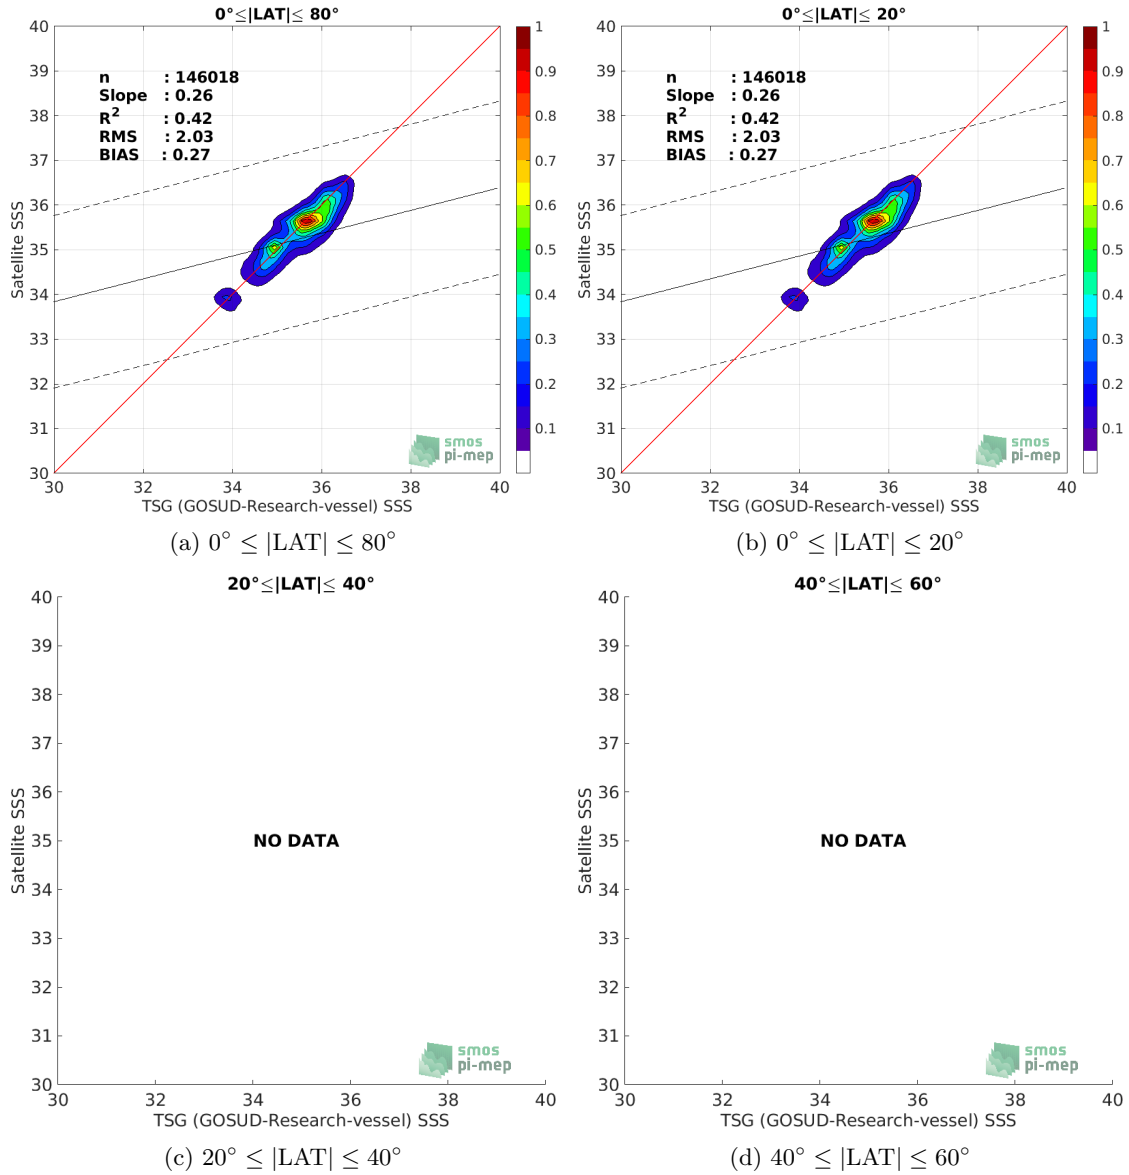 0°≤|LAT|≤ 80°
40
39
38
37
36
35
34
33
32
31
30
Satellite SSS
n : 146018
Slope : 0.26
R2 : 0.42
RMS : 2.03
BIAS : 0.27
1
0.9
0.8
0.7
0.6
0.5
0.4
0.3
0.2
0.1
smos
pi-mep
30 32 34 36 38 40
TSG (GOSUD-Research-vessel) SSS
(a) 0° ≤ |LAT| ≤ 80°
0°≤|LAT|≤ 20°
40
39
38
37
36
35
34
33
32
31
30
Satellite SSS
n : 146018
Slope : 0.26
R2 : 0.42
RMS : 2.03
BIAS : 0.27
1
0.9
0.8
0.7
0.6
0.5
0.4
0.3
0.2
0.1
smos
pi-mep
30 32 34 36 38 40
TSG (GOSUD-Research-vessel) SSS
(b) 0° ≤ |LAT| ≤ 20°
20°≤|LAT|≤ 40°
40
39
38
37
36
35
34
33
32
31
30
Satellite SSS
NO DATA
smos
pi-mep
30 32 34 36 38 40
TSG (GOSUD-Research-vessel) SSS
(c) 20° ≤ |LAT| ≤ 40°
40°≤|LAT|≤ 60°
40
39
38
37
36
35
34
33
32
31
30
Satellite SSS
NO DATA
smos
pi-mep
30 32 34 36 38 40
TSG (GOSUD-Research-vessel) SSS
(d) 40° ≤ |LAT| ≤ 60°